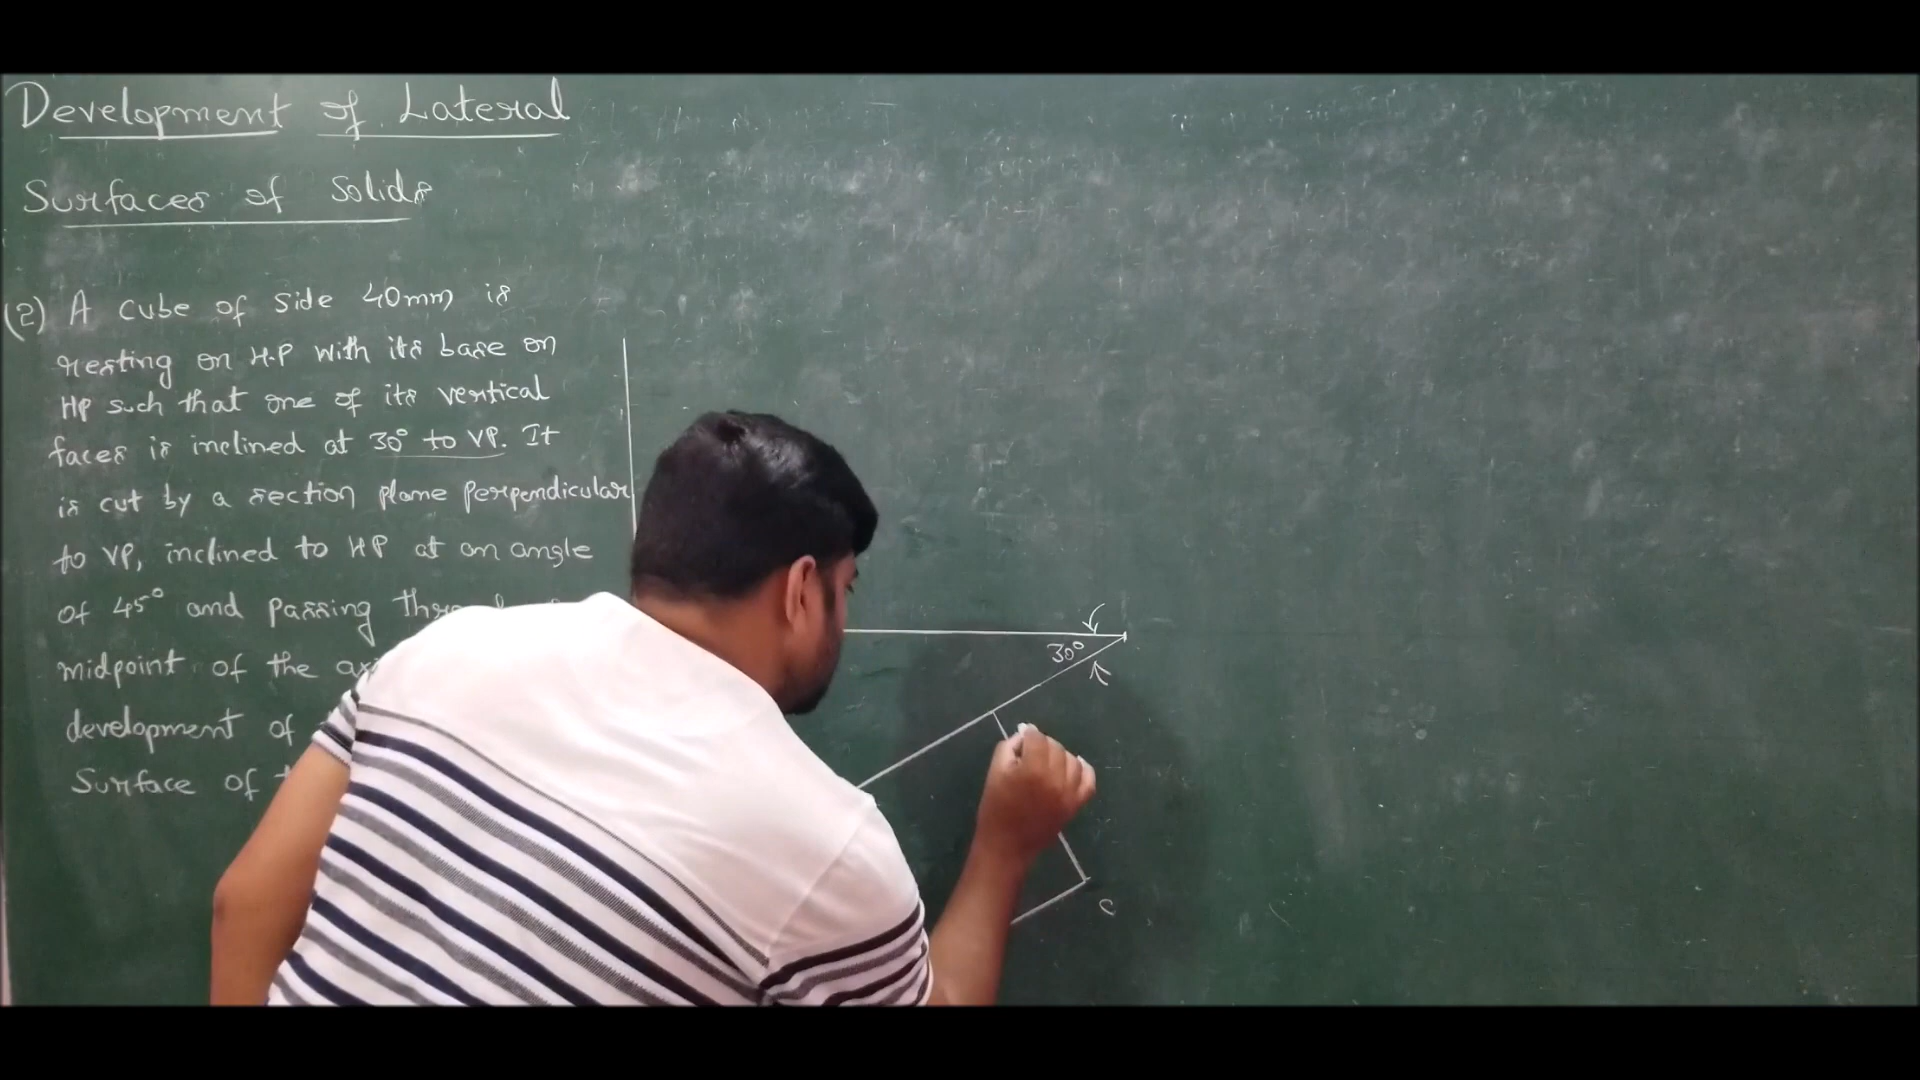 Development of Lateral
Surfaces of Solids
(2) A cube of side 40mm is
resting on H.P with its base on
HP such that one of its vertical
faces is inclined at 30° to VP. It
is cut by a section plane perpendicular
to VP, inclined to HP at an angle
of 45° and passing
midpoint of the
development of
Surface of
30°
c